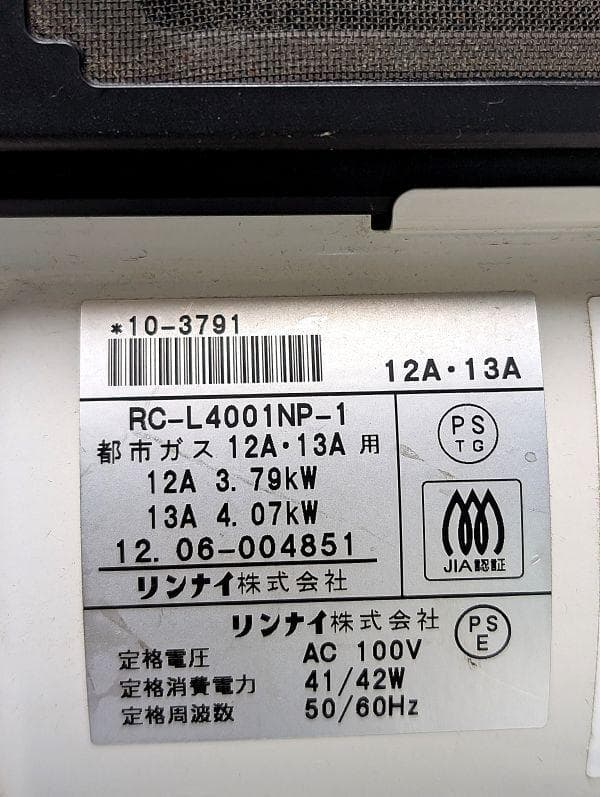 *10-3791
12A・13A
RC-L4001NP-1
都市ガス 12A・13A 用
12A 3.79kW
13A 4.07kW
12. 06-004851
リンナイ株式会社
PS
TG
JIA認証
リンナイ株式会社
PS
E
定格電圧 AC 100V
定格消費電力 41/42W
定格周波数 50/60Hz